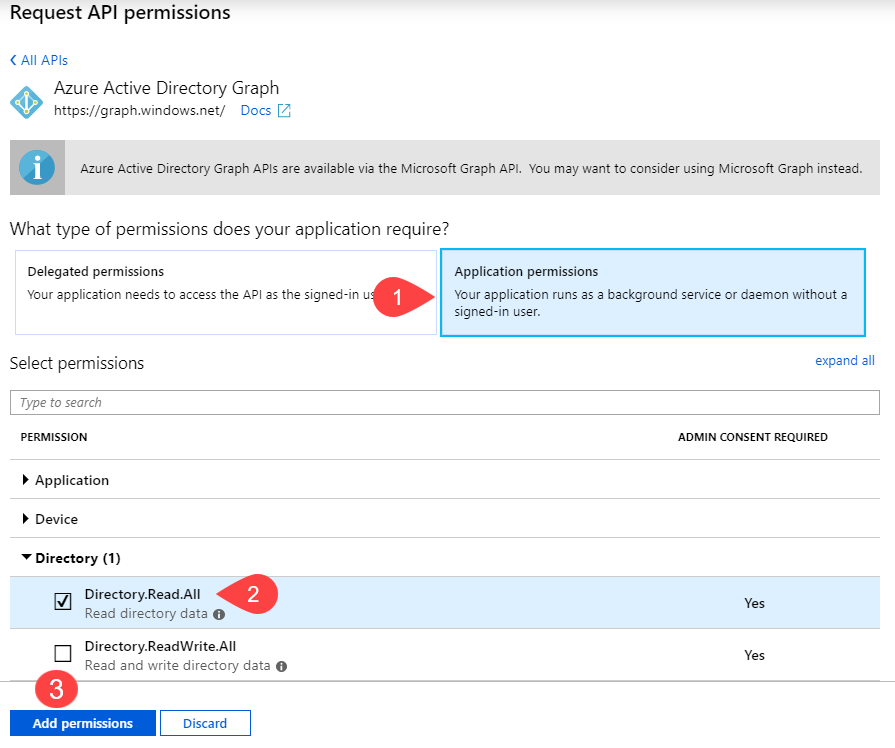 Request API permissions
All APIs
Azure Active Directory Graph
https://graph.windows.net/ Docs
Azure Active Directory Graph APIs are available via the Microsoft Graph API. You may want to consider using Microsoft Graph instead.
What type of permissions does your application require?
Delegated permissions
Your application needs to access the API as the signed-in us
1
Application permissions
Your application runs as a background service or daemon without a
signed-in user.
Select permissions
expand all
Type to search
PERMISSION ADMIN CONSENT REQUIRED
Application
Device
Directory (1)
Directory.Read.All 2
Read directory data
Yes
Directory.ReadWrite.All
Read and write directory data
Yes
3
Add permissions Discard